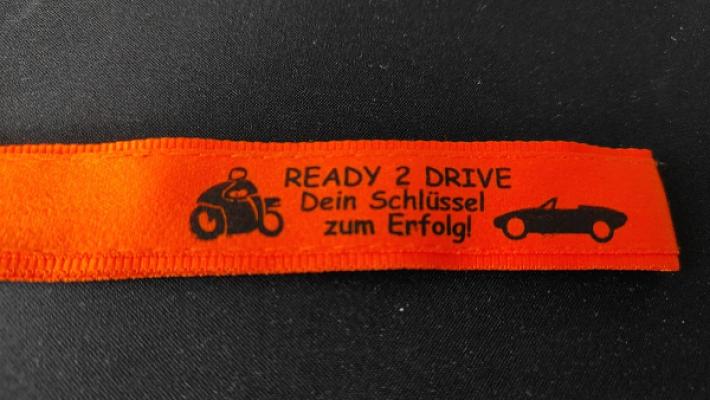 READY 2 DRIVE
Dein Schlüssel
zum Erfolg!